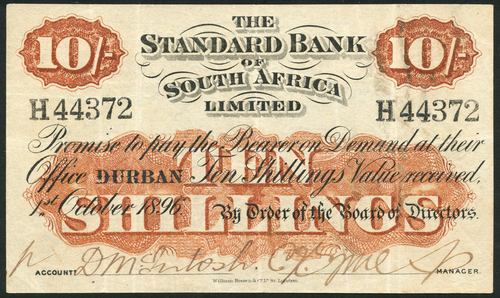 10/- THE 10/-
STANDARD BANK
OF
SOUTH AFRICA
LIMITED
H 44372 H 44372
Promise to pay the Bearer on Demand at their
TEN
Office DURBAN Ten Shillings Value received,
1st October 1896. By Order of the Board of Directors.
SHILLINGS
ACCOUNTT D McIntosh MANAGER.